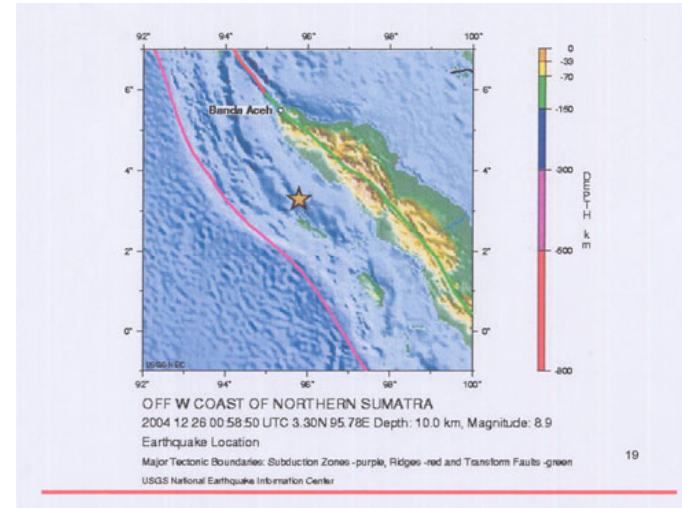 92° 94° 96° 98° 100°
6°
4°
2°
0°
Banda Aceh
USGS NEIC
6°
4°
2°
0°
92° 94° 96° 98° 100°
0
-33
-70
-150
-300
-500
-800
DEPTH km
OFF W COAST OF NORTHERN SUMATRA
2004 12 26 00:58:50 UTC 3.30N 95.78E Depth: 10.0 km, Magnitude: 8.9
Earthquake Location
Major Tectonic Boundaries: Subduction Zones -purple, Ridges -red and Transform Faults -green
USGS National Earthquake Information Center
19